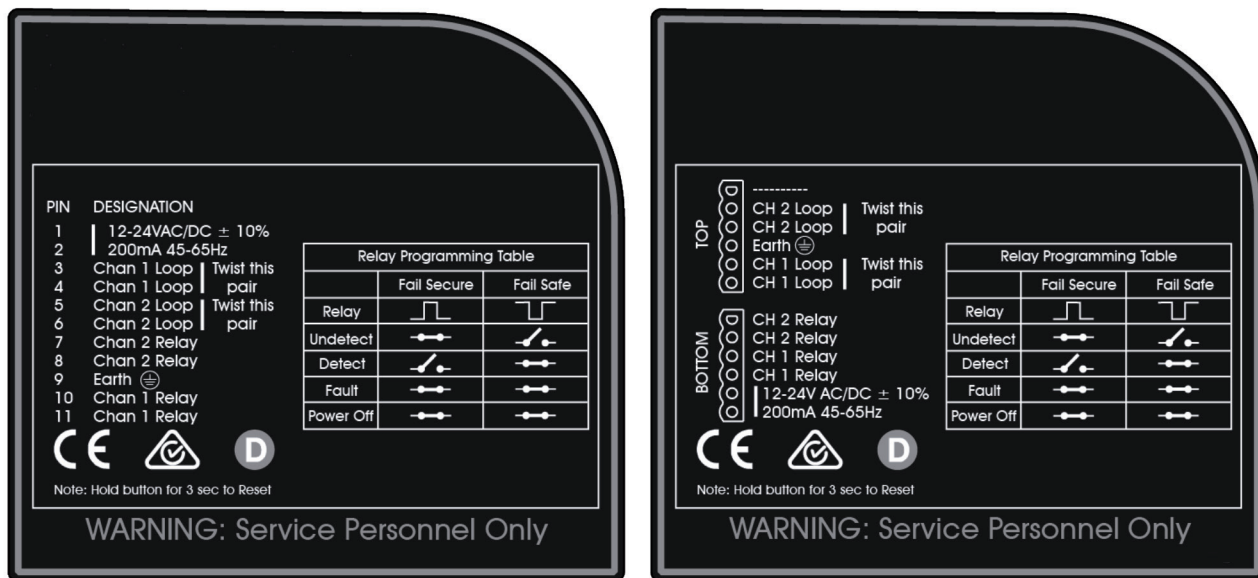 PIN DESIGNATION
1 12-24VAC/DC ± 10%
2 200mA 45-65Hz
3 Chan 1 Loop Twist this
4 Chan 1 Loop pair
5 Chan 2 Loop Twist this
6 Chan 2 Loop pair
7 Chan 2 Relay
8 Chan 2 Relay
9 Earth
10 Chan 1 Relay
11 Chan 1 Relay
Relay Programming Table
Fail Secure Fail Safe
Relay
Undetect
Detect
Fault
Power Off
CE D
Note: Hold button for 3 sec to Reset
WARNING: Service Personnel Only
TOP
----------
CH 2 Loop Twist this
CH 2 Loop pair
Earth
CH 1 Loop Twist this
CH 1 Loop pair
BOTTOM
CH 2 Relay
CH 2 Relay
CH 1 Relay
CH 1 Relay
12-24V AC/DC ± 10%
200mA 45-65Hz
Relay Programming Table
Fail Secure Fail Safe
Relay
Undetect
Detect
Fault
Power Off
CE D
Note: Hold button for 3 sec to Reset
WARNING: Service Personnel Only